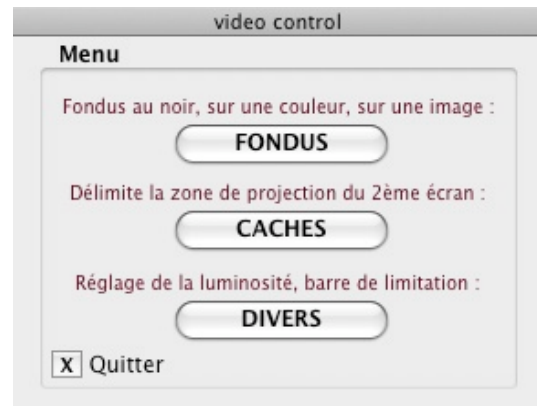 video control
Menu
Fondus au noir, sur une couleur, sur une image :
FONDUS
Délimite la zone de projection du 2ème écran :
CACHES
Réglage de la luminosité, barre de limitation :
DIVERS
X Quitter